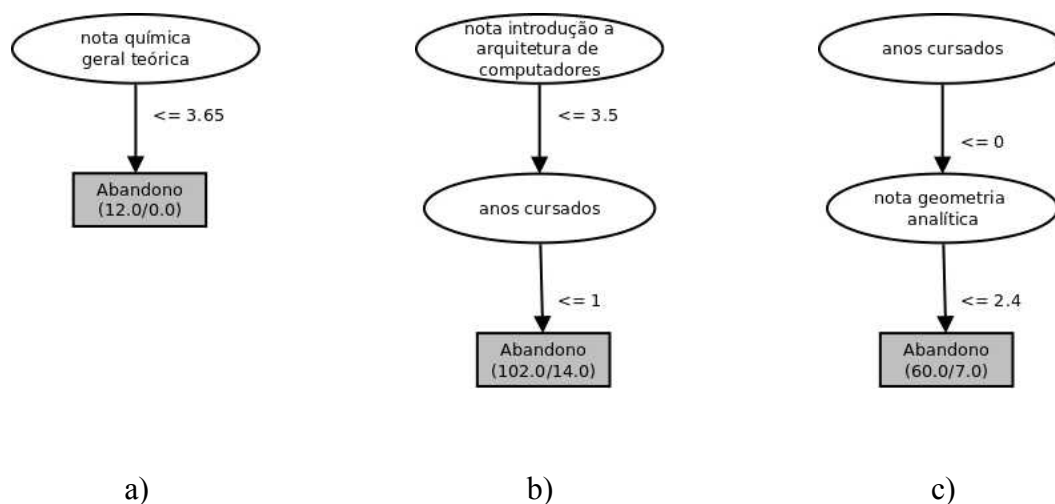 nota química
geral teórica
<= 3.65
Abandono
(12.0/0.0)
a)
nota introdução a
arquitetura de
computadores
<= 3.5
anos cursados
<= 1
Abandono
(102.0/14.0)
b)
anos cursados
<= 0
nota geometria
analítica
<= 2.4
Abandono
(60.0/7.0)
c)